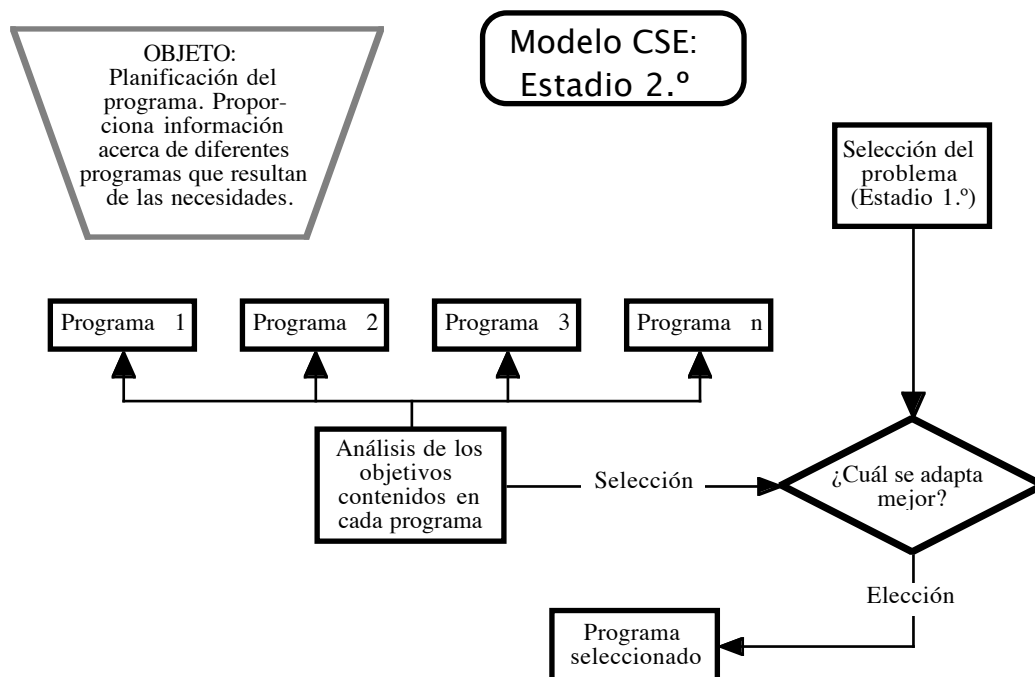 OBJETO:
Planificación del
programa. Propor-
ciona información
acerca de diferentes
programas que resultan
de las necesidades.
Modelo CSE:
Estadio 2.º
Selección del
problema
(Estadio 1.º)
Programa 1
Programa 2
Programa 3
Programa n
Análisis de los
objetivos
contenidos en
cada programa
Selección
¿Cuál se adapta
mejor?
Elección
Programa
seleccionado